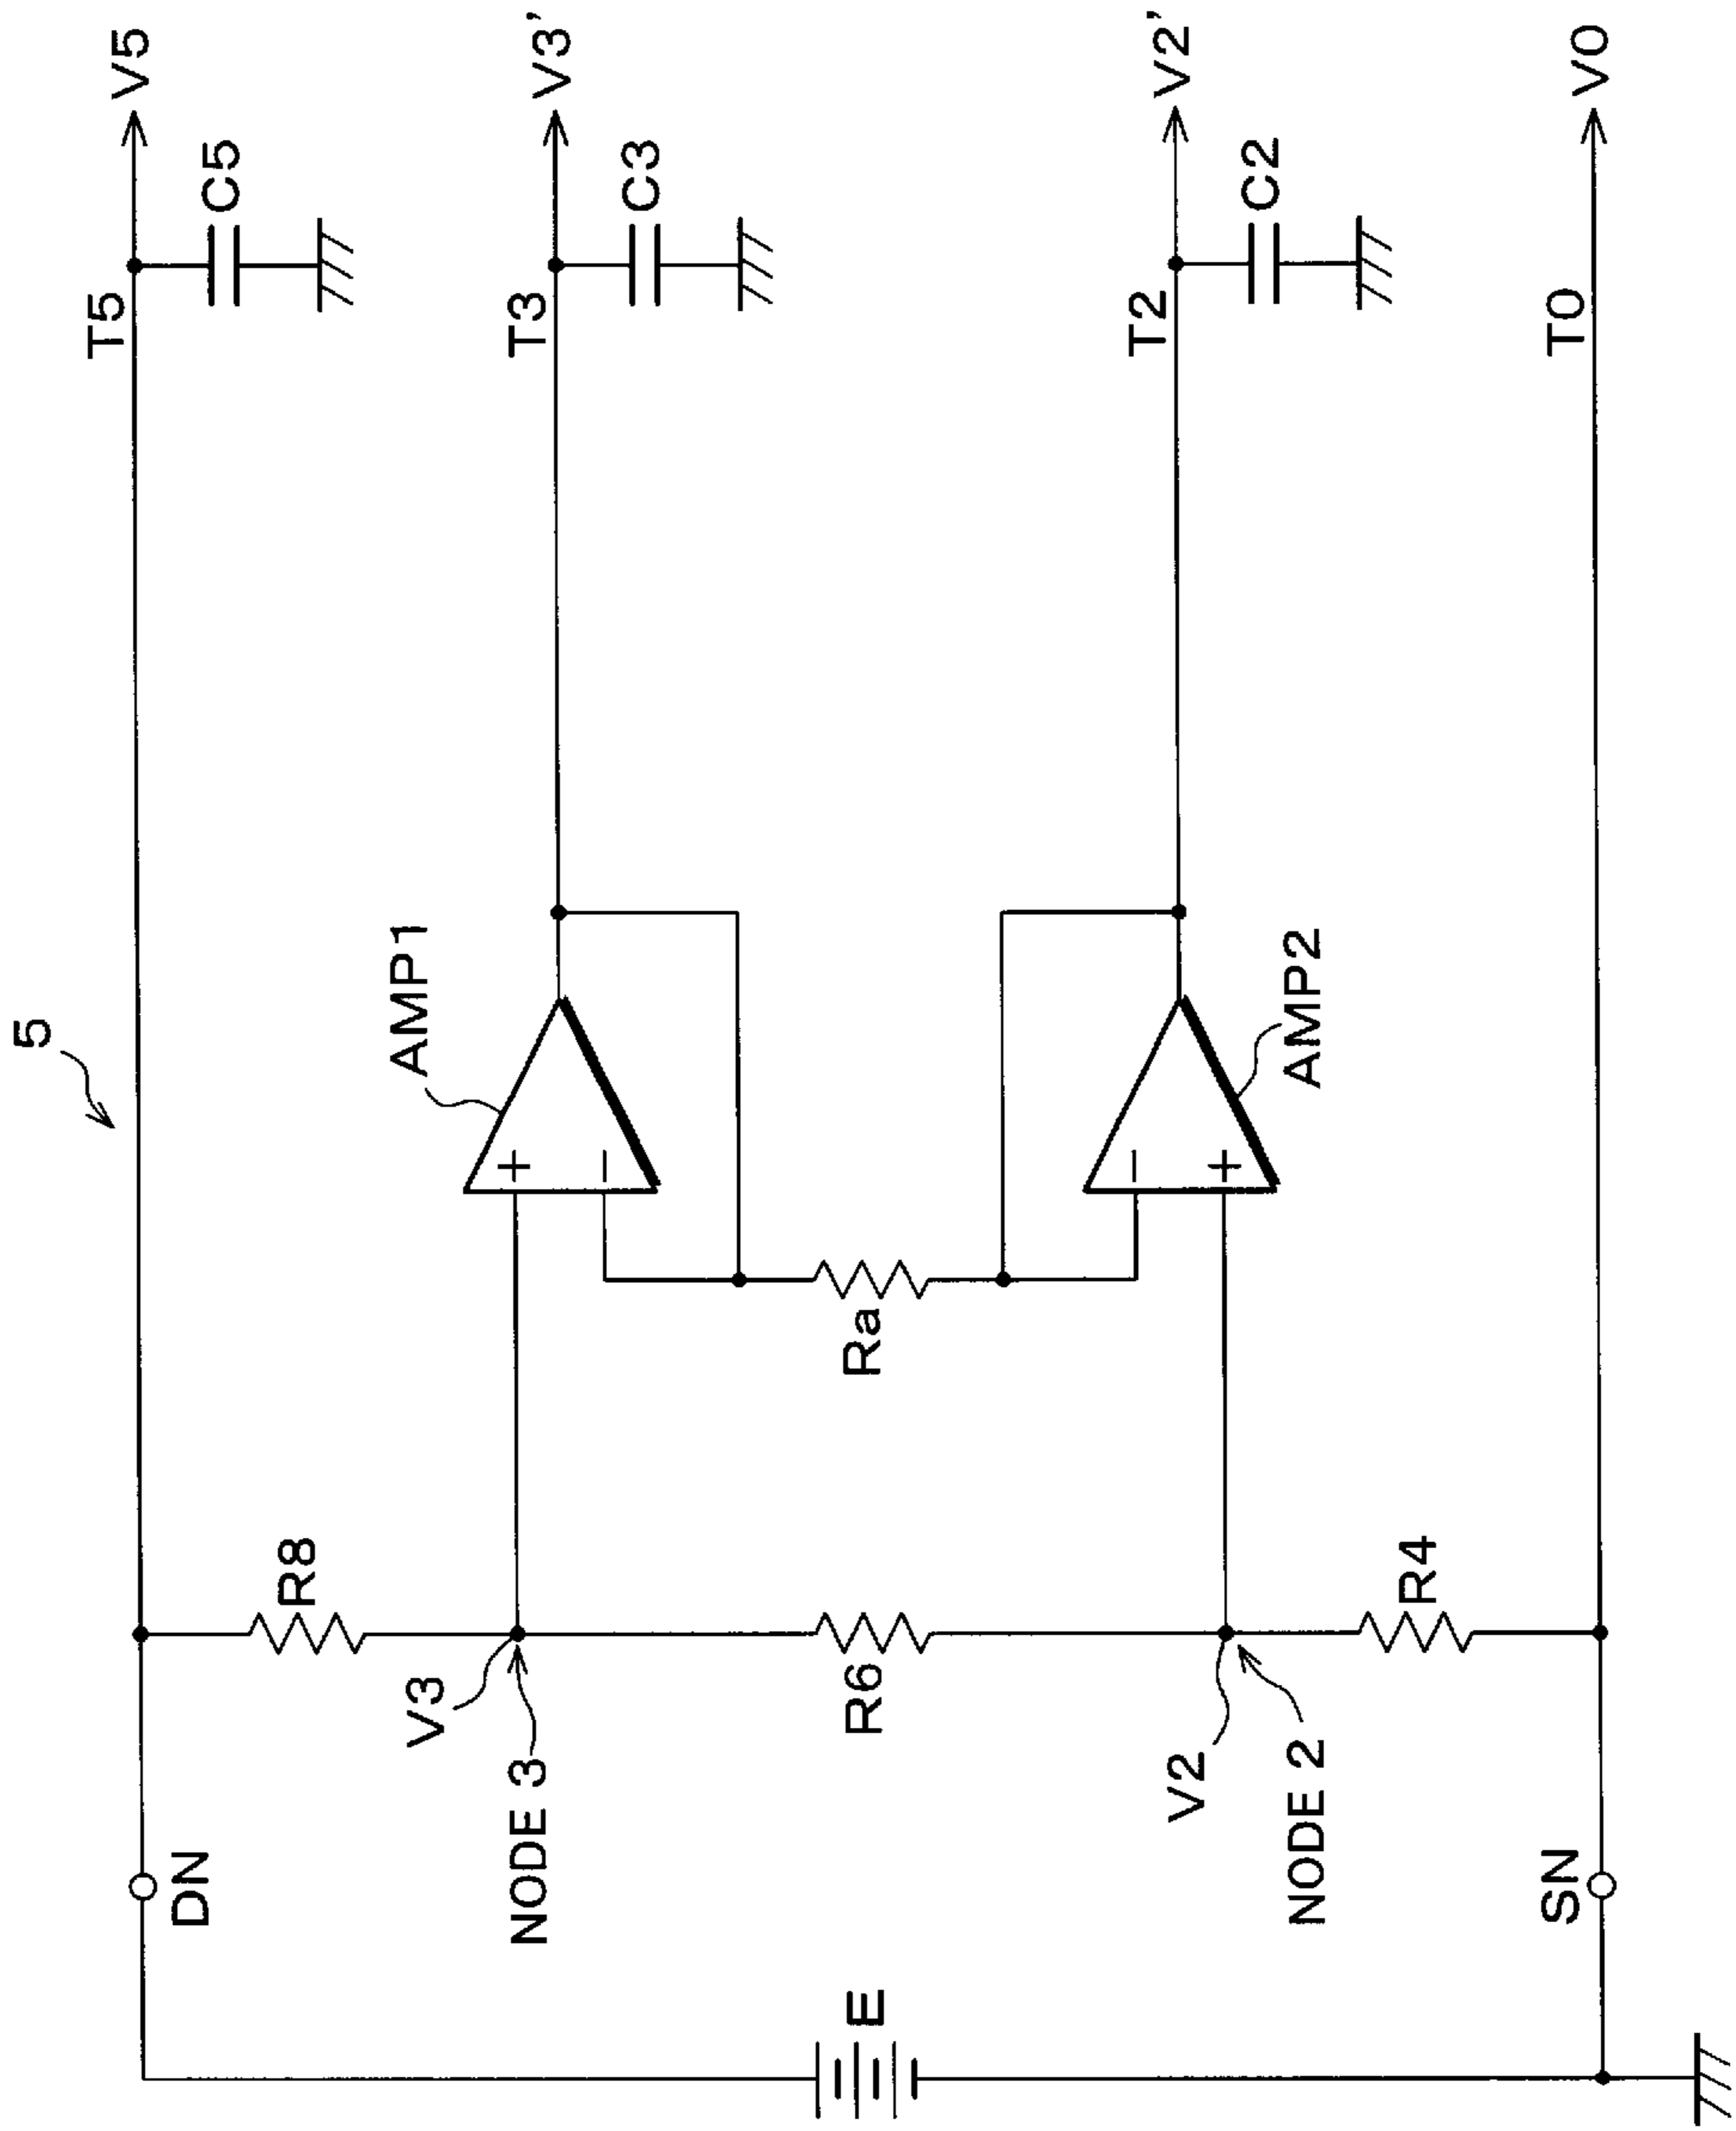 5
V5
T5
C5
DN
R8
AMP1
V3'
T3
C3
V3
NODE 3
+
−
E
R6
Ra
−
+
V2'
T2
C2
V2
NODE 2
AMP2
R4
SN
T0
V0